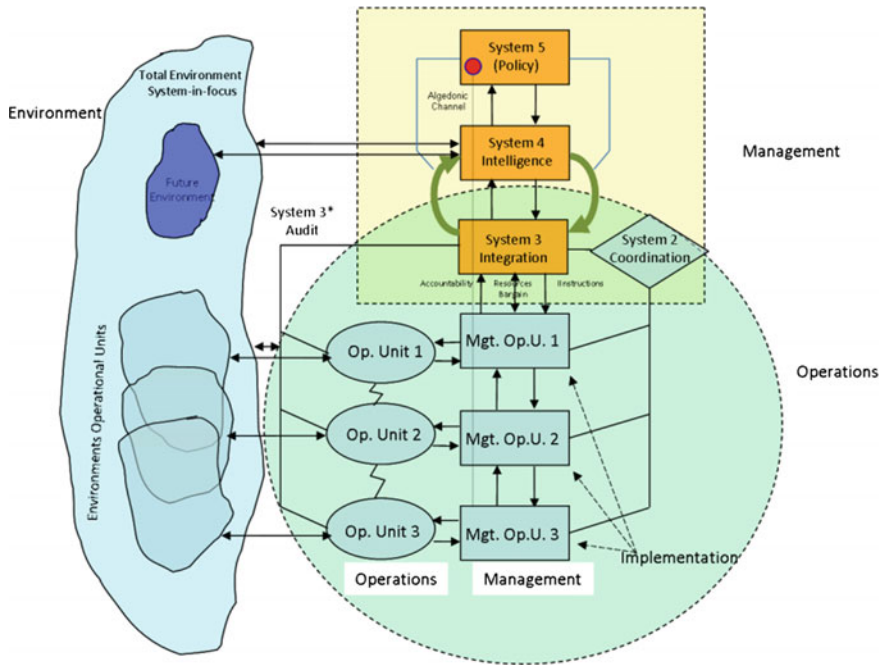 System 5
(Policy)
Total Environment
System-in-focus
Environment
Algedonic
Channel
System 4
Intelligence
Management
Future
Environment
System 3*
Audit
System 3
Integration
System 2
Coordination
Accountability
Resources
Bargain
IInstructions
Op. Unit 1
Mgt. Op.U. 1
Operations
Environments Operational Units
Op. Unit 2
Mgt. Op.U. 2
Op. Unit 3
Mgt. Op.U. 3
Implementation
Operations
Management